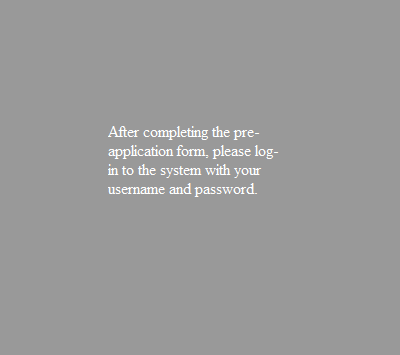 After completing the pre-
application form, please log-
in to the system with your
username and password.